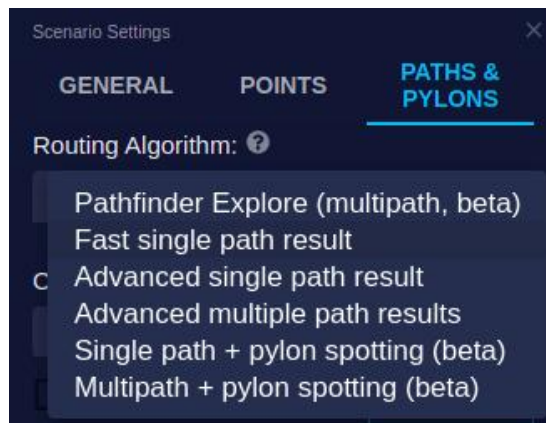 Scenario Settings
GENERAL POINTS PATHS & PYLONS
Routing Algorithm:
Pathfinder Explore (multipath, beta)
Fast single path result
Advanced single path result
Advanced multiple path results
Single path + pylon spotting (beta)
Multipath + pylon spotting (beta)